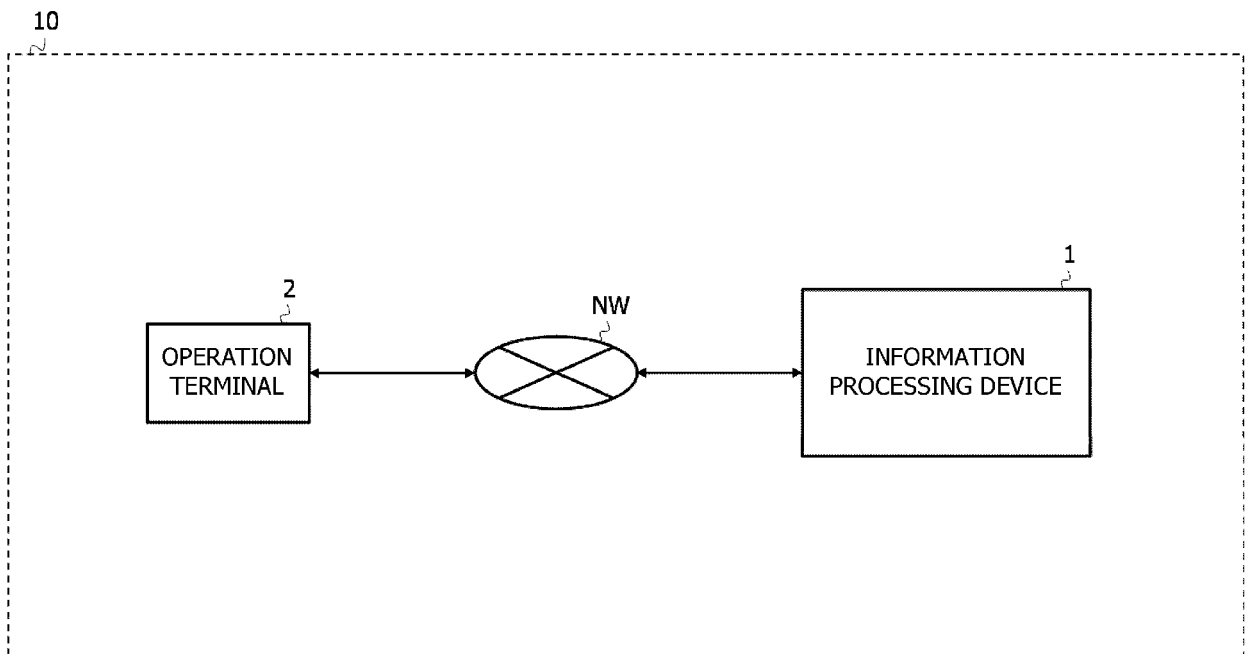 10
1
2
NW
OPERATION
TERMINAL
INFORMATION
PROCESSING DEVICE